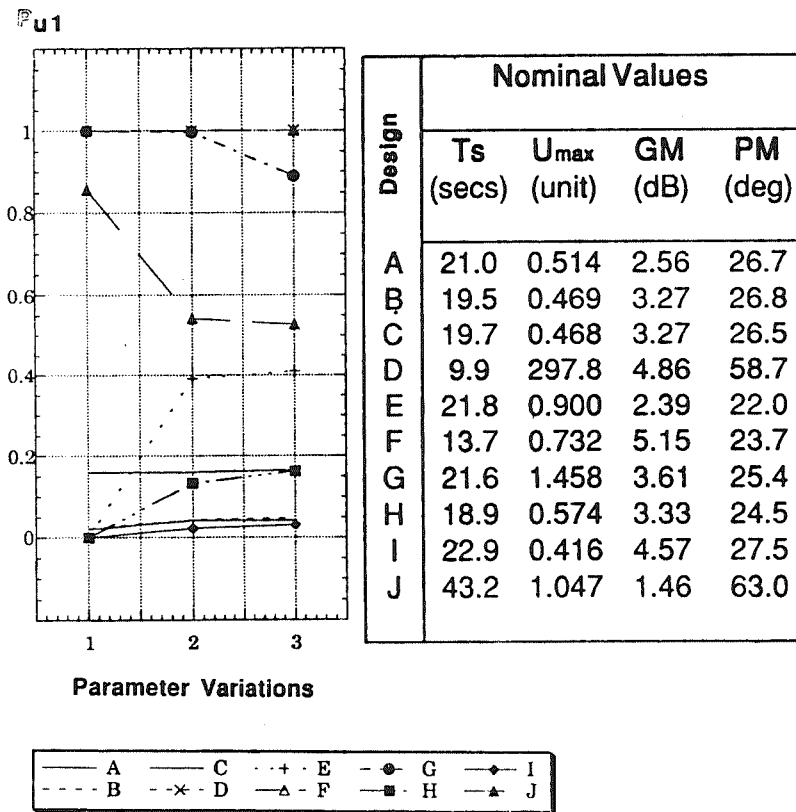 Pu1
1
0.8
0.6
0.4
0.2
0
1 2 3
Parameter Variations
Design
Nominal Values
Ts Umax GM PM
(secs) (unit) (dB) (deg)
A 21.0 0.514 2.56 26.7
B 19.5 0.469 3.27 26.8
C 19.7 0.468 3.27 26.5
D 9.9 297.8 4.86 58.7
E 21.8 0.900 2.39 22.0
F 13.7 0.732 5.15 23.7
G 21.6 1.458 3.61 25.4
H 18.9 0.574 3.33 24.5
I 22.9 0.416 4.57 27.5
J 43.2 1.047 1.46 63.0
A C E G I
B D F H J